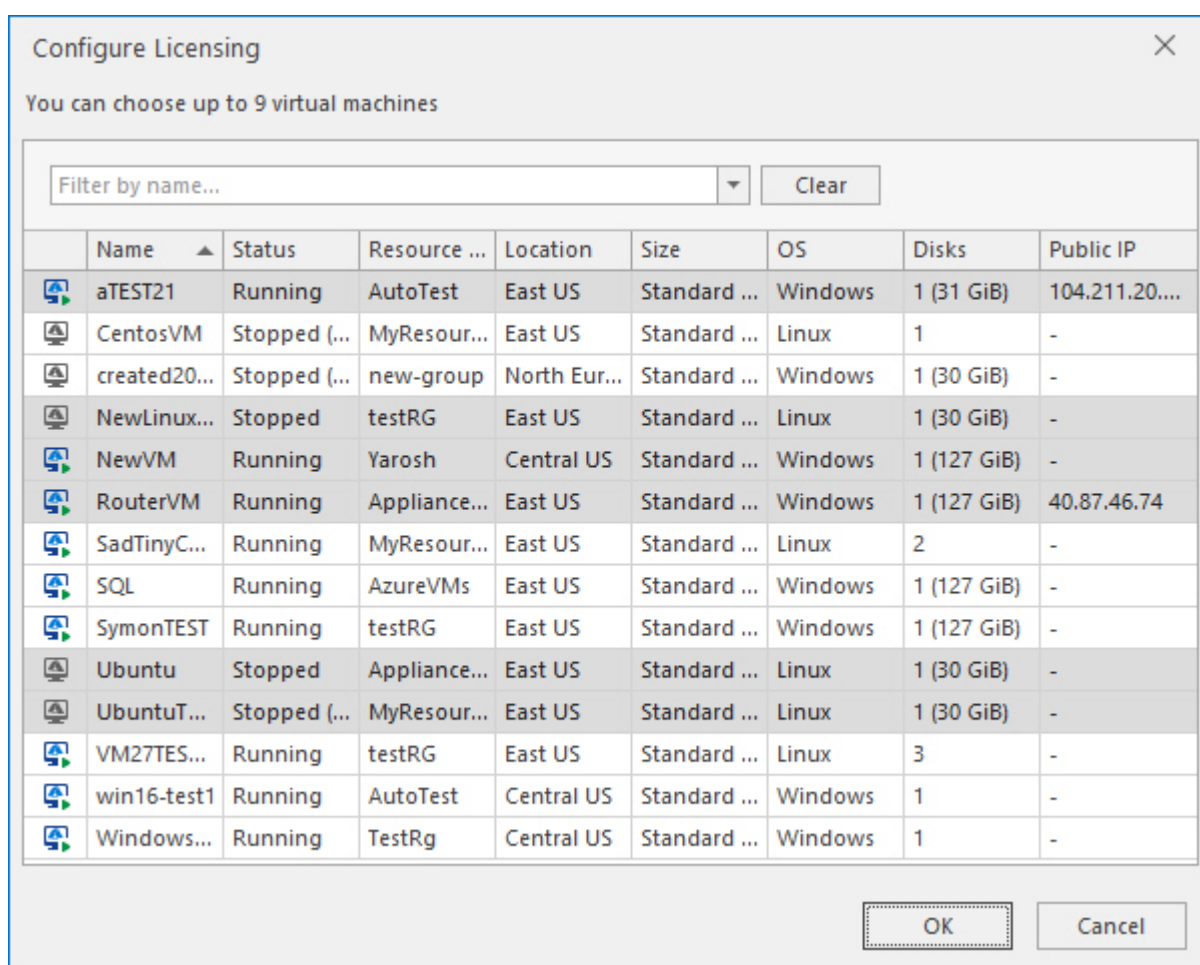 Configure Licensing
You can choose up to 9 virtual machines
Filter by name... Clear
Name Status Resource ... Location Size OS Disks Public IP
aTEST21 Running AutoTest East US Standard ... Windows 1 (31 GiB) 104.211.20....
CentosVM Stopped (... MyResour... East US Standard ... Linux 1 -
created20... Stopped (... new-group North Eur... Standard ... Windows 1 (30 GiB) -
NewLinux... Stopped testRG East US Standard ... Linux 1 (30 GiB) -
NewVM Running Yarosh Central US Standard ... Windows 1 (127 GiB) -
RouterVM Running Appliance... East US Standard ... Windows 1 (127 GiB) 40.87.46.74
SadTinyC... Running MyResour... East US Standard ... Linux 2 -
SQL Running AzureVMs East US Standard ... Windows 1 (127 GiB) -
SymonTEST Running testRG East US Standard ... Windows 1 (127 GiB) -
Ubuntu Stopped Appliance... East US Standard ... Linux 1 (30 GiB) -
UbuntuT... Stopped (... MyResour... East US Standard ... Linux 1 (30 GiB) -
VM27TES... Running testRG East US Standard ... Linux 3 -
win16-test1 Running AutoTest Central US Standard ... Windows 1 -
Windows... Running TestRg Central US Standard ... Windows 1 -
OK Cancel